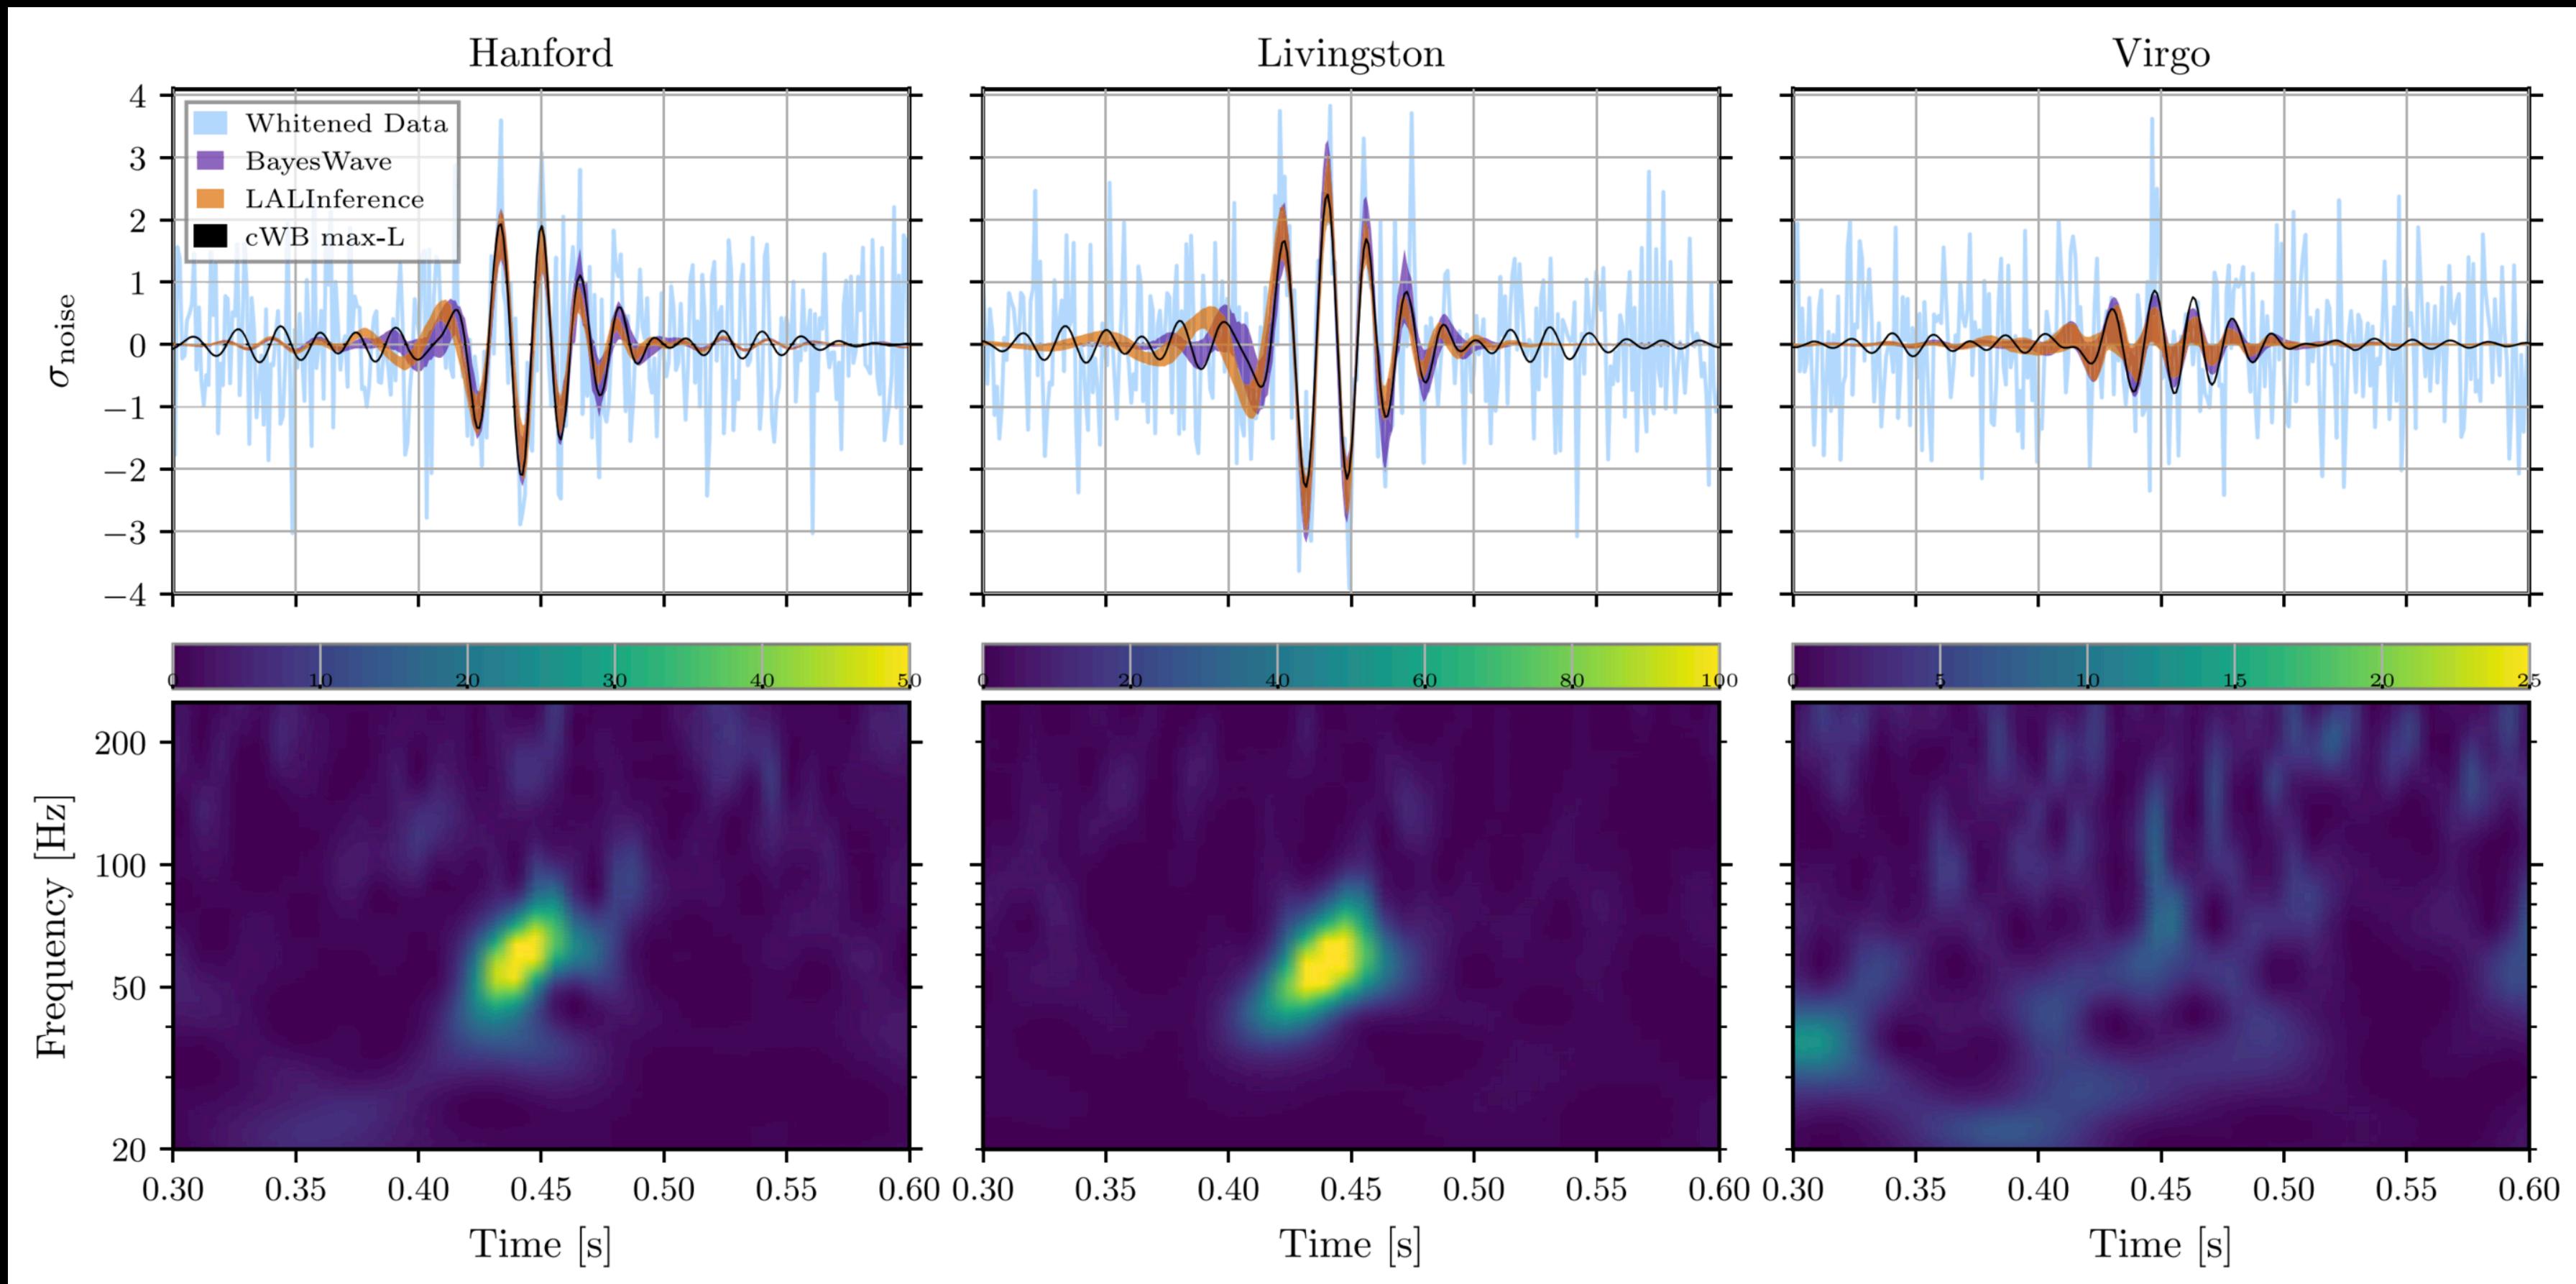 Hanford
Livingston
Virgo
4
3
2
1
0
−1
−2
−3
−4
σnoise
Whitened Data
BayesWave
LALInference
cWB max-L
0 10 20 30 40 50
0 20 40 60 80 100
0 5 10 15 20 25
200
100
50
20
Frequency [Hz]
0.30 0.35 0.40 0.45 0.50 0.55 0.60
0.30 0.35 0.40 0.45 0.50 0.55 0.60
0.30 0.35 0.40 0.45 0.50 0.55 0.60
Time [s]
Time [s]
Time [s]